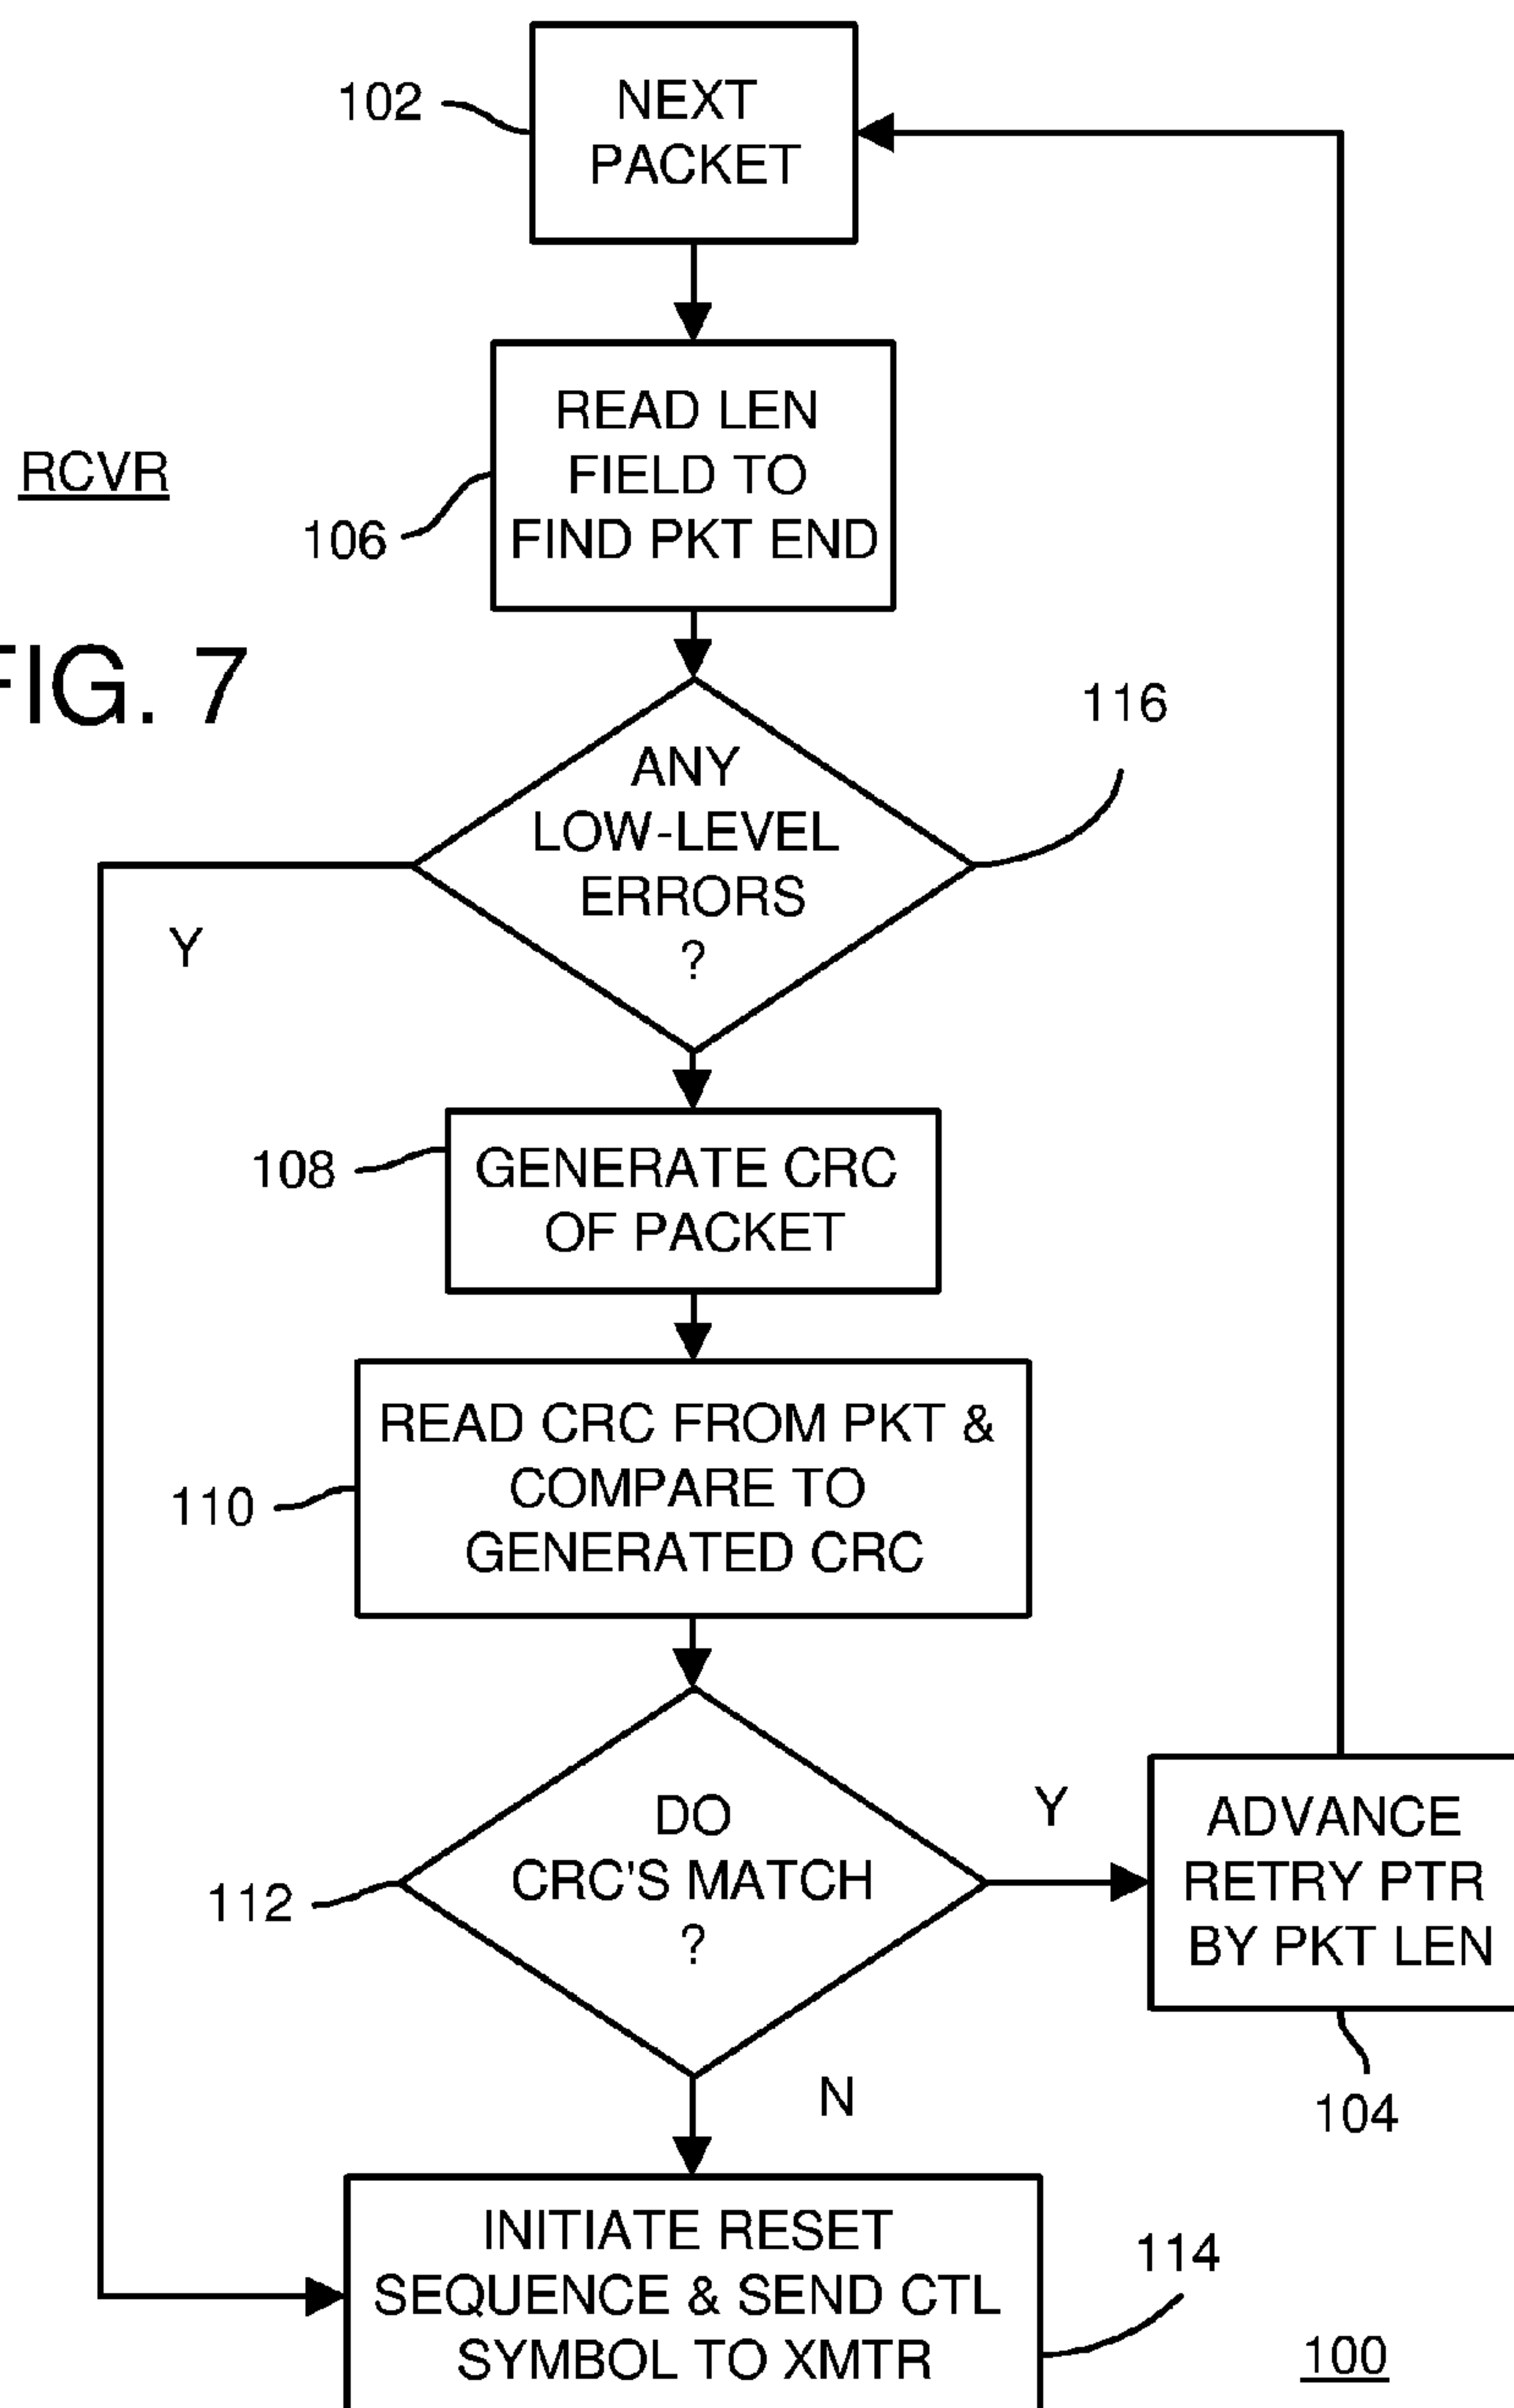 102
NEXT
PACKET
RCVR
106
READ LEN
FIELD TO
FIND PKT END
FIG. 7
116
ANY
LOW-LEVEL
ERRORS
?
Y
108
GENERATE CRC
OF PACKET
110
READ CRC FROM PKT &
COMPARE TO
GENERATED CRC
112
DO
CRC'S MATCH
?
Y
ADVANCE
RETRY PTR
BY PKT LEN
104
N
INITIATE RESET
SEQUENCE & SEND CTL
SYMBOL TO XMTR
114
100